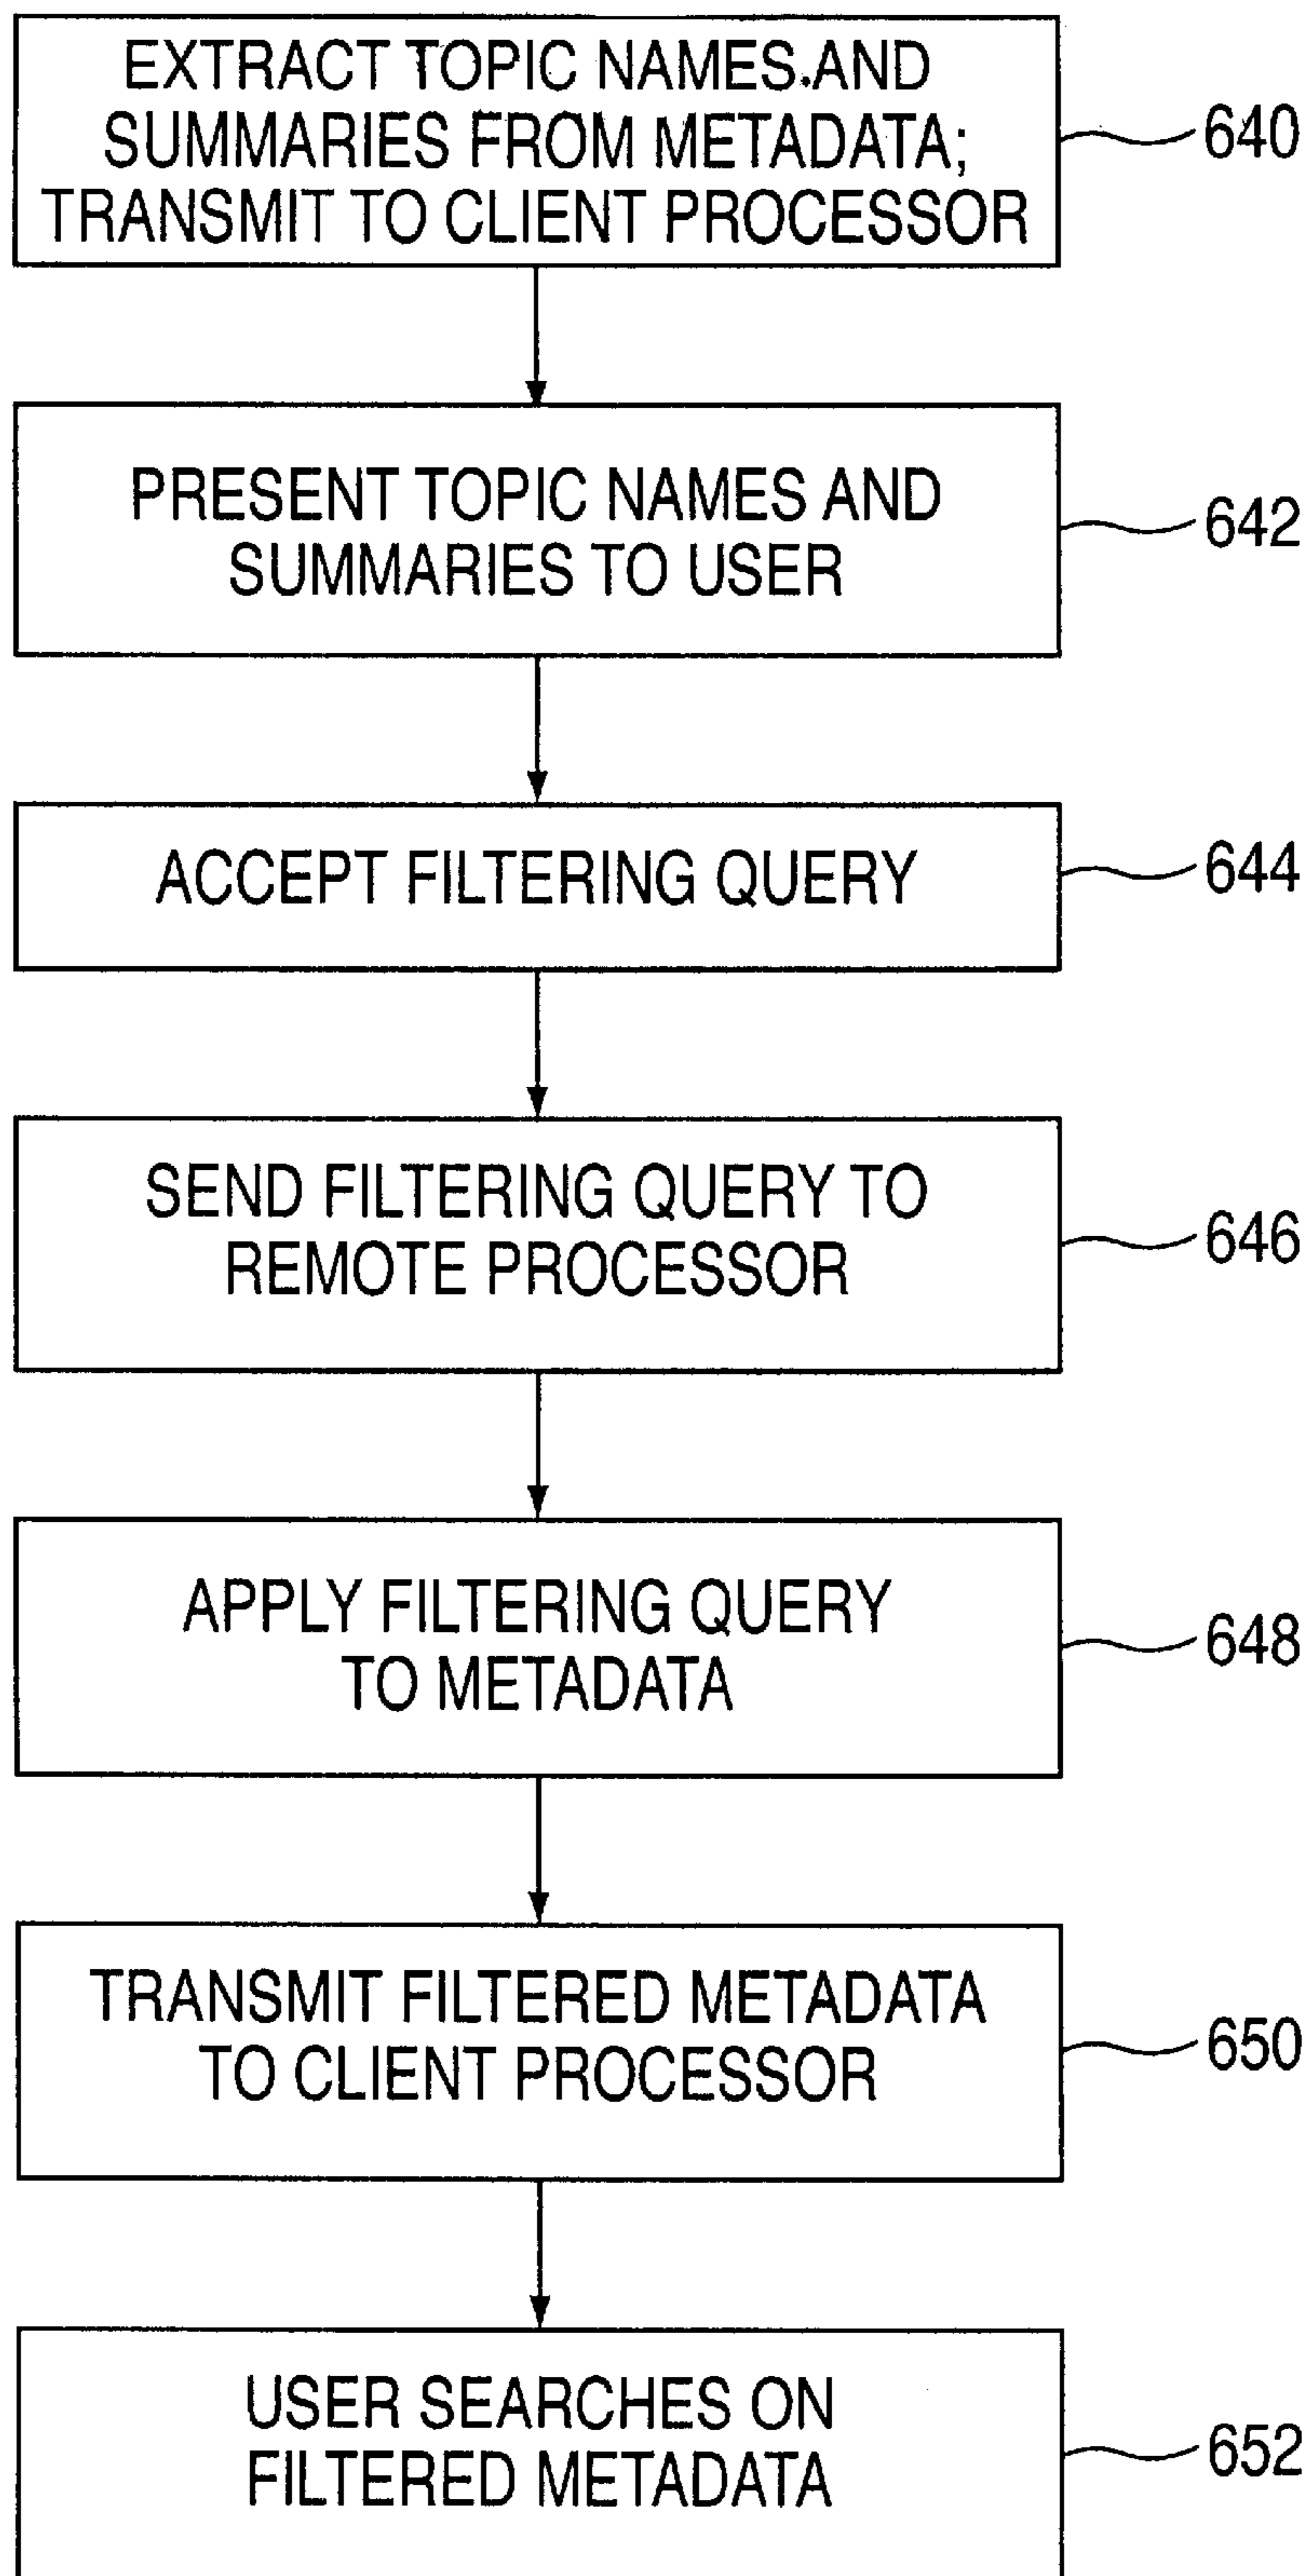 EXTRACT TOPIC NAMES AND
SUMMARIES FROM METADATA;
TRANSMIT TO CLIENT PROCESSOR
640
PRESENT TOPIC NAMES AND
SUMMARIES TO USER
642
ACCEPT FILTERING QUERY
644
SEND FILTERING QUERY TO
REMOTE PROCESSOR
646
APPLY FILTERING QUERY
TO METADATA
648
TRANSMIT FILTERED METADATA
TO CLIENT PROCESSOR
650
USER SEARCHES ON
FILTERED METADATA
652